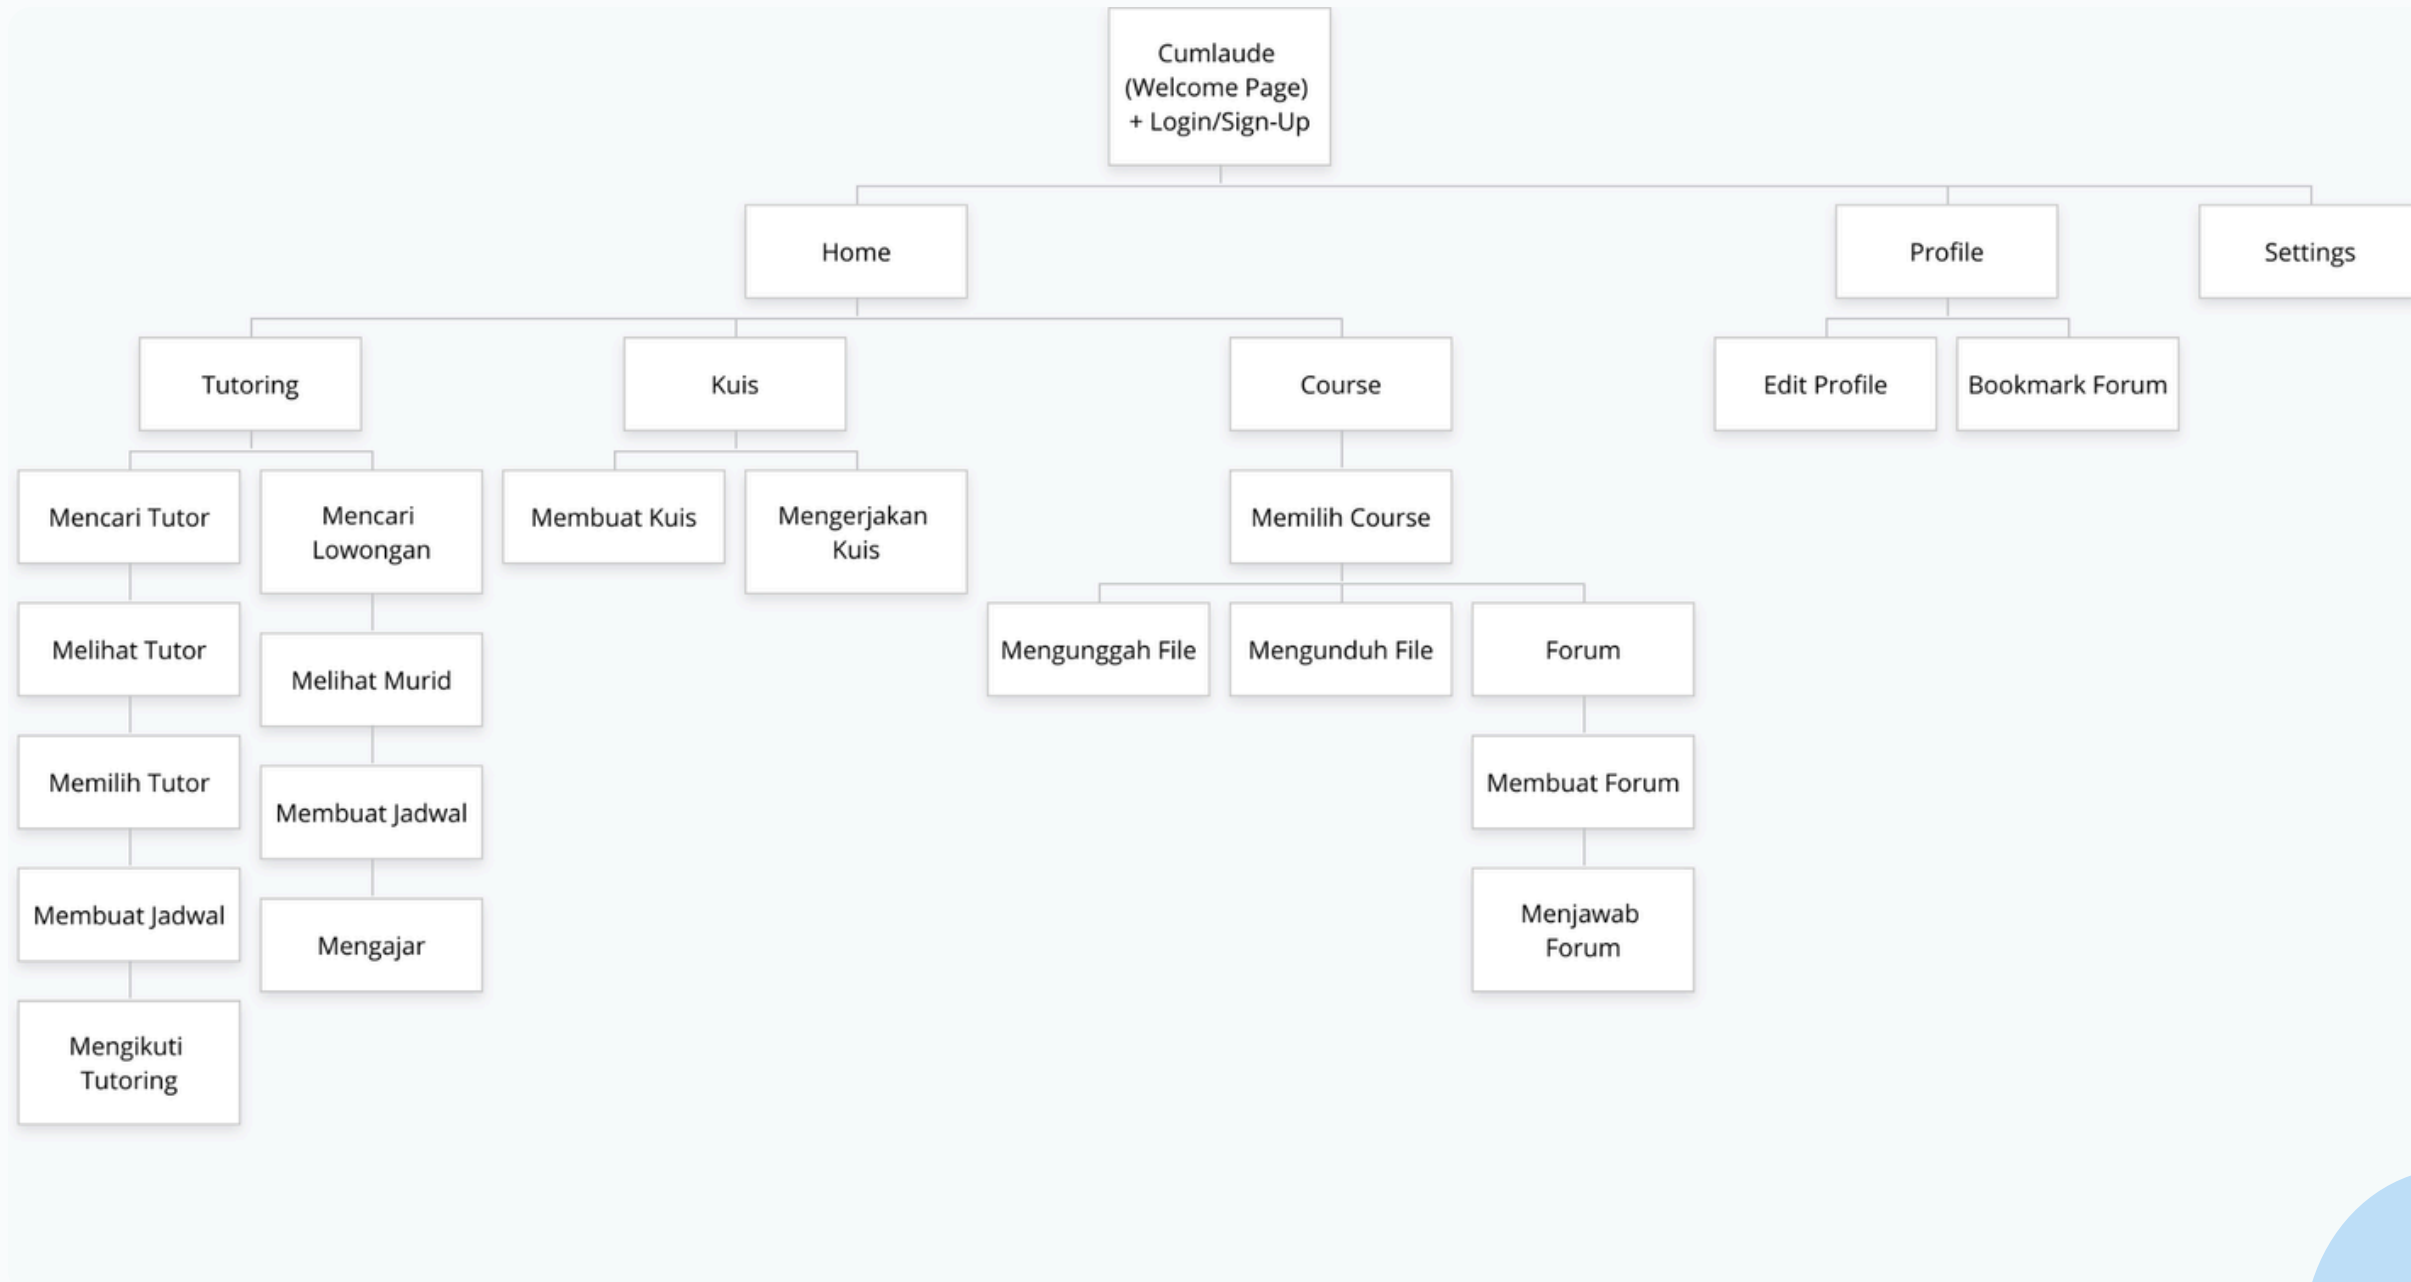 Cumlaude
(Welcome Page)
+ Login/Sign-Up
Home
Profile
Settings
Tutoring
Kuis
Course
Edit Profile
Bookmark Forum
Mencari Tutor
Mencari
Lowongan
Membuat Kuis
Mengerjakan
Kuis
Memilih Course
Melihat Tutor
Melihat Murid
Mengunggah File
Mengunduh File
Forum
Memilih Tutor
Membuat Jadwal
Membuat Forum
Membuat Jadwal
Mengajar
Menjawab
Forum
Mengikuti
Tutoring